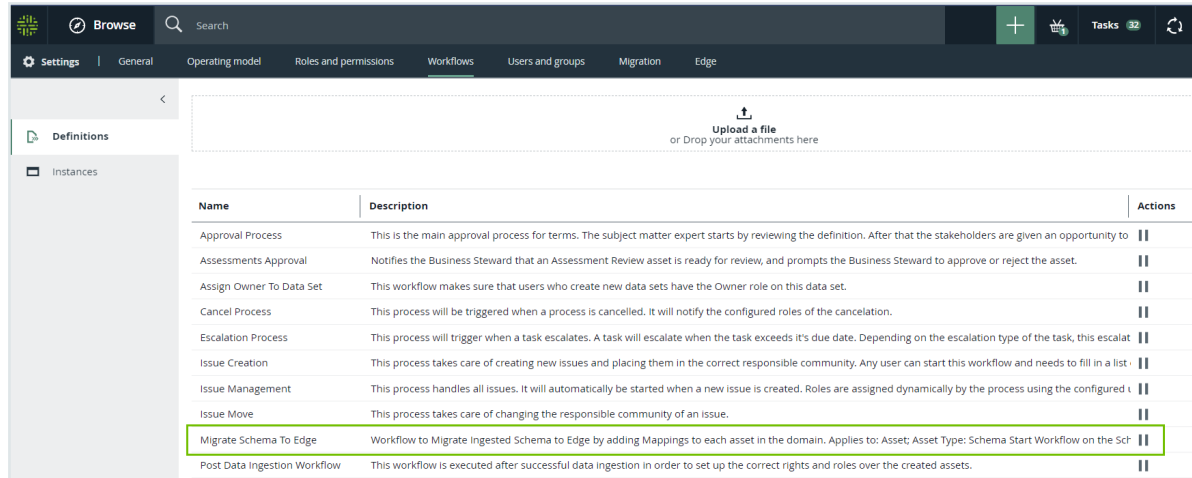 Browse Search Tasks 32
1
Settings | General Operating model Roles and permissions Workflows Users and groups Migration Edge
Upload a file
or Drop your attachments here
Definitions
Instances
Name Description Actions
Approval Process This is the main approval process for terms. The subject matter expert starts by reviewing the definition. After that the stakeholders are given an opportunity to
Assessments Approval Notifies the Business Steward that an Assessment Review asset is ready for review, and prompts the Business Steward to approve or reject the asset.
Assign Owner To Data Set This workflow makes sure that users who create new data sets have the Owner role on this data set.
Cancel Process This process will be triggered when a process is cancelled. It will notify the configured roles of the cancelation.
Escalation Process This process will trigger when a task escalates. A task will escalate when the task exceeds it's due date. Depending on the escalation type of the task, this escalat
Issue Creation This process takes care of creating new issues and placing them in the correct responsible community. Any user can start this workflow and needs to fill in a list
Issue Management This process handles all issues. It will automatically be started when a new issue is created. Roles are assigned dynamically by the process using the configured
Issue Move This process takes care of changing the responsible community of an issue.
Migrate Schema To Edge Workflow to Migrate Ingested Schema to Edge by adding Mappings to each asset in the domain. Applies to: Asset; Asset Type: Schema Start Workflow on the Sch
Post Data Ingestion Workflow This workflow is executed after successful data ingestion in order to set up the correct rights and roles over the created assets.